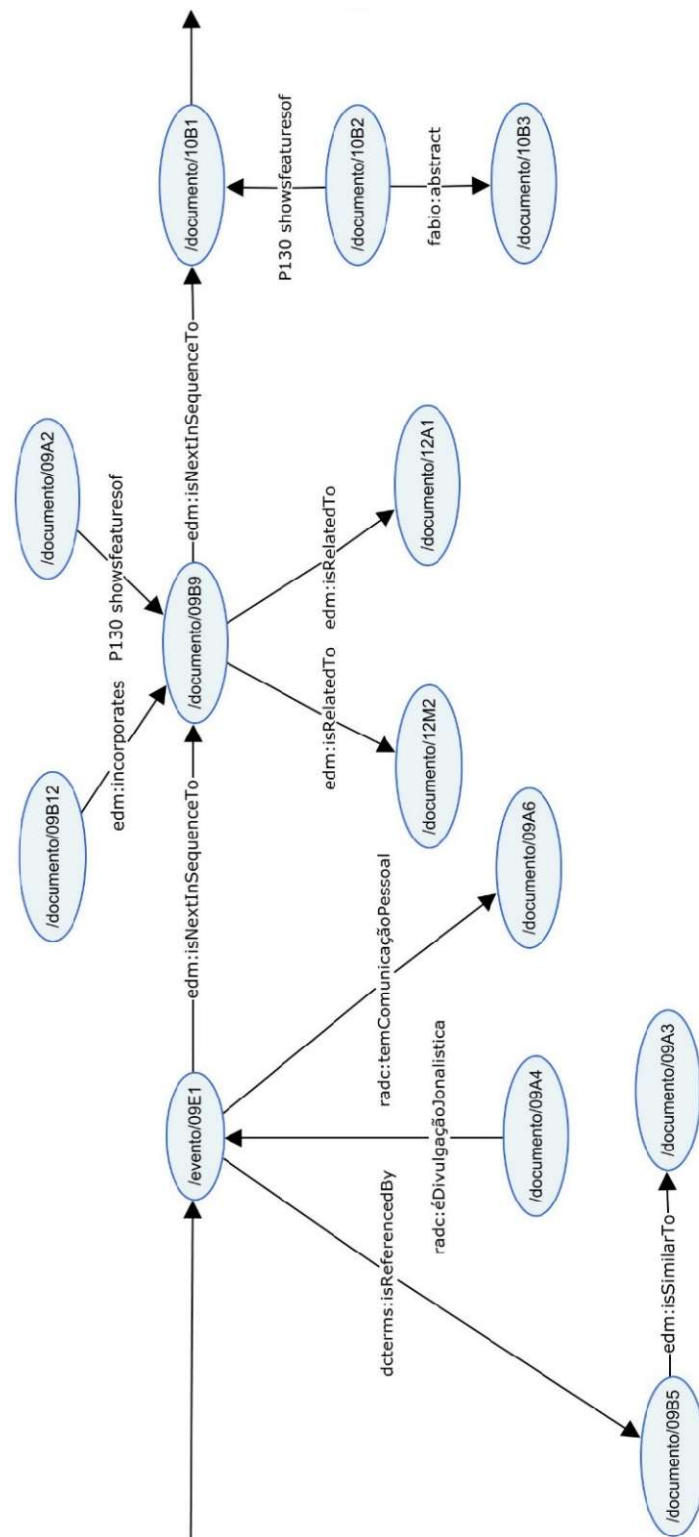 /documento/10B1
P130 showsfeaturesof
/documento/10B2
fabio:abstract
/documento/10B3
edm:isNextInSequenceTo
/documento/09A2
P130 showsfeaturesof
/documento/09B9
edm:isRelatedTo
/documento/12A1
/documento/09B12
edm:incorporates
edm:isRelatedTo
/documento/12M2
edm:isNextInSequenceTo
/documento/09A6
radc:temComunicaçãoPessoal
/evento/09E1
radc:éDivulgaçãoJonalistica
/documento/09A4
/documento/09A3
dcterms:isReferencedBy
edm:isSimilarTo
/documento/09B5